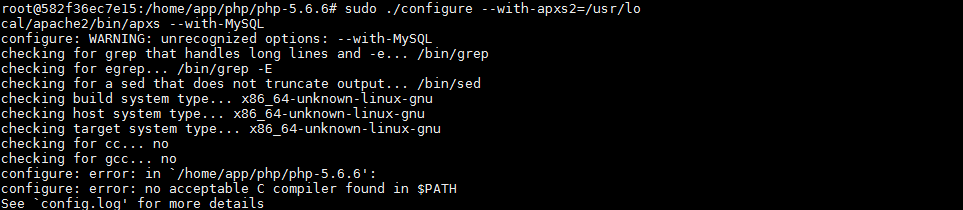 root@582f36ec7e15:/home/app/php/php-5.6.6# sudo ./configure --with-apxs2=/usr/lo
cal/apache2/bin/apxs --with-MySQL
configure: WARNING: unrecognized options: --with-MySQL
checking for grep that handles long lines and -e... /bin/grep
checking for egrep... /bin/grep -E
checking for a sed that does not truncate output... /bin/sed
checking build system type... x86_64-unknown-linux-gnu
checking host system type... x86_64-unknown-linux-gnu
checking target system type... x86_64-unknown-linux-gnu
checking for cc... no
checking for gcc... no
configure: error: in `/home/app/php/php-5.6.6':
configure: error: no acceptable C compiler found in $PATH
See `config.log' for more details